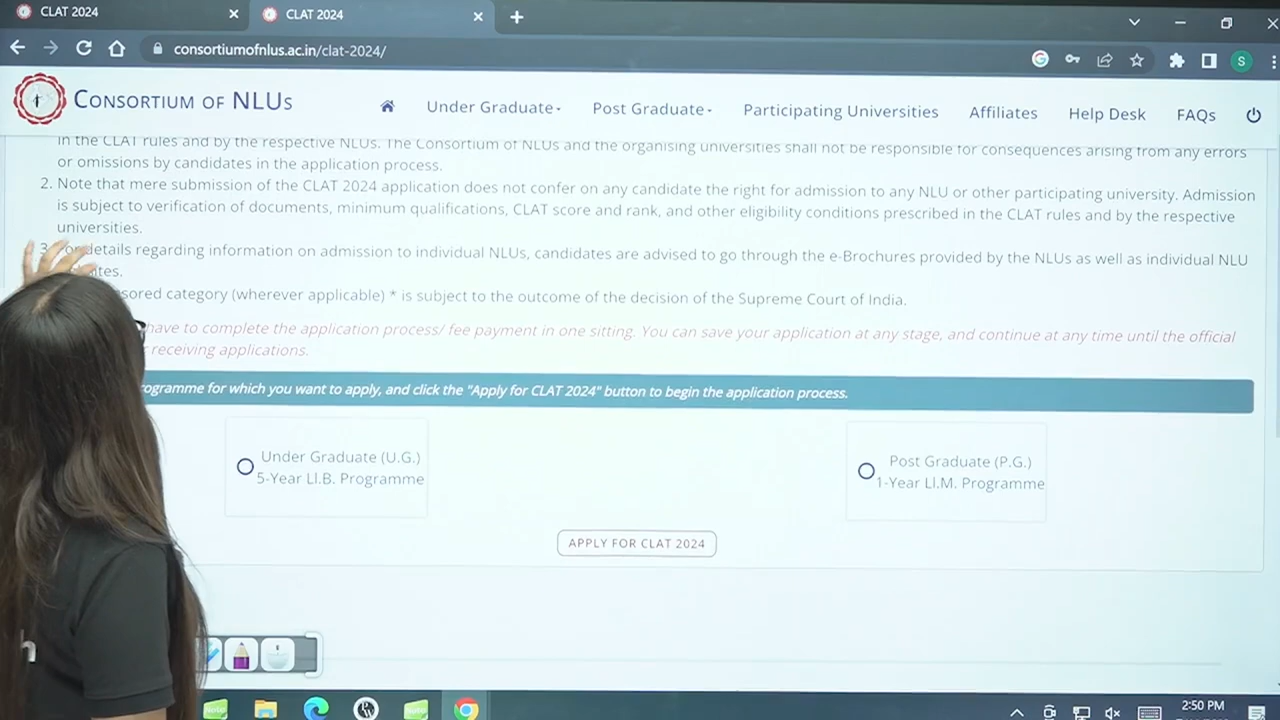 CLAT 2024
CLAT 2024
consortiumofnlus.ac.in/clat-2024/
S
CONSORTIUM OF NLUS
Under Graduate
Post Graduate
Participating Universities
Affiliates
Help Desk
FAQs
in the CLAT rules and by the respective NLUs. The Consortium of NLUs and the organising universities shall not be responsible for consequences arising from any errors
or omissions by candidates in the application process.
2. Note that mere submission of the CLAT 2024 application does not confer on any candidate the right for admission to any NLU or other participating university. Admission
is subject to verification of documents, minimum qualifications, CLAT score and rank, and other eligibility conditions prescribed in the CLAT rules and by the respective
universities.
3. For details regarding information on admission to individual NLUs, candidates are advised to go through the e-Brochures provided by the NLUs as well as individual NLU
category (wherever applicable) * is subject to the outcome of the decision of the Supreme Court of India.
have to complete the application process/ fee payment in one sitting. You can save your application at any stage, and continue at any time until the official
receiving applications.
rogramme for which you want to apply, and click the "Apply for CLAT 2024" button to begin the application process.
Under Graduate (U.G.)
5-Year Ll.B. Programme
Post Graduate (P.G.)
1-Year Ll.M. Programme
APPLY FOR CLAT 2024
h
2:50 PM